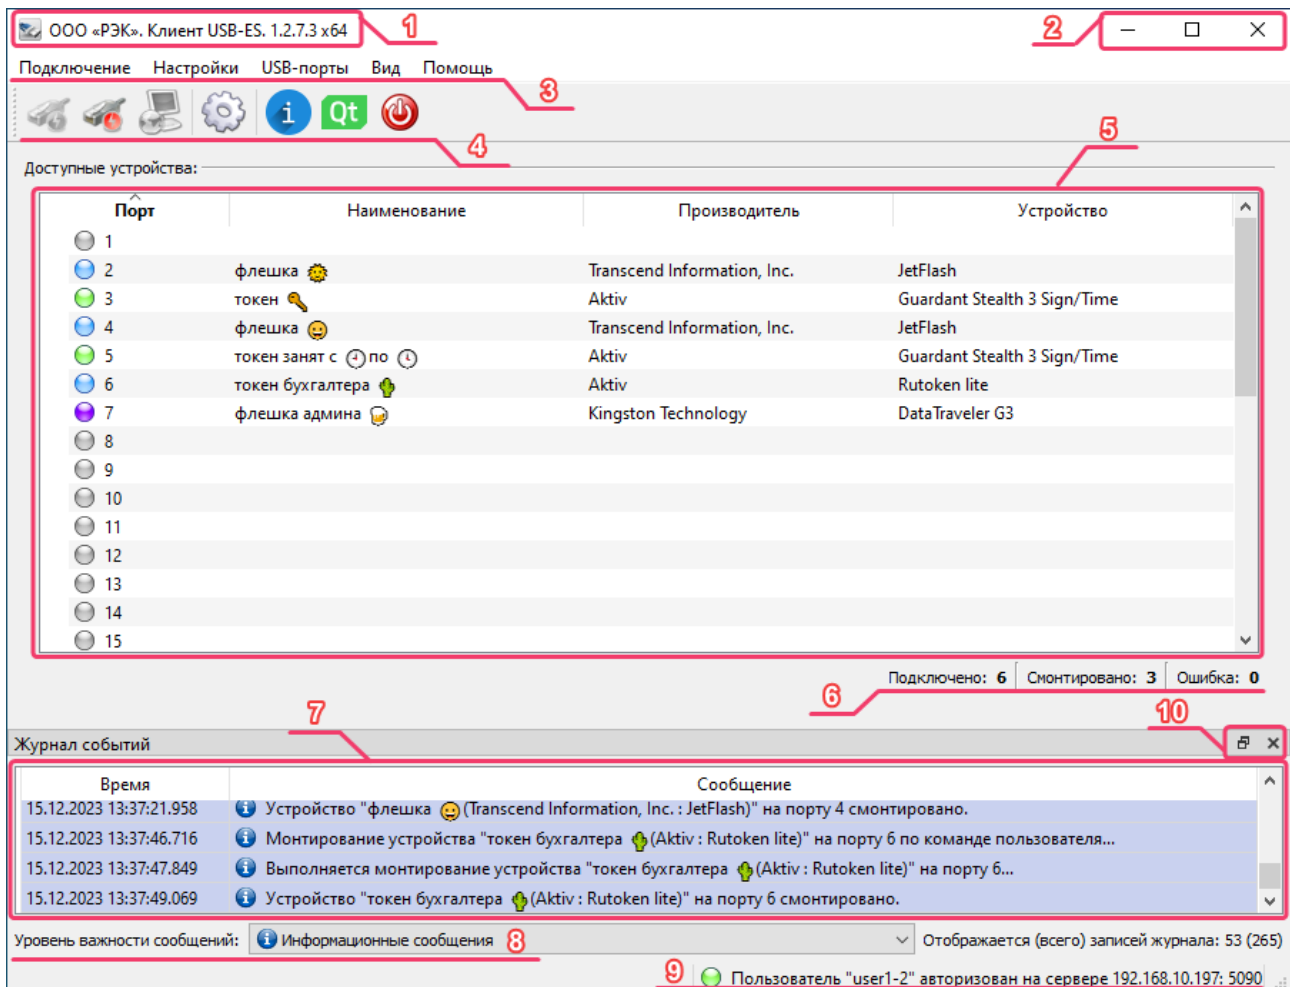 ООО «РЭК». Клиент USB-ES. 1.2.7.3 x64
1
2
Подключение Настройки USB-порты Вид Помощь
3
i Qt
4
5
Доступные устройства:
Порт Наименование Производитель Устройство
1
2 флешка Transcend Information, Inc. JetFlash
3 токен Aktiv Guardant Stealth 3 Sign/Time
4 флешка Transcend Information, Inc. JetFlash
5 токен занят с по Aktiv Guardant Stealth 3 Sign/Time
6 токен бухгалтера Aktiv Rutoken lite
7 флешка админа Kingston Technology DataTraveler G3
8
9
10
11
12
13
14
15
Подключено: 6 Смонтировано: 3 Ошибка: 0
6
7
10
Журнал событий
Время Сообщение
15.12.2023 13:37:21.958 Устройство "флешка (Transcend Information, Inc. : JetFlash)" на порту 4 смонтировано.
15.12.2023 13:37:46.716 Монтирование устройства "токен бухгалтера (Aktiv : Rutoken lite)" на порту 6 по команде пользователя...
15.12.2023 13:37:47.849 Выполняется монтирование устройства "токен бухгалтера (Aktiv : Rutoken lite)" на порту 6...
15.12.2023 13:37:49.069 Устройство "токен бухгалтера (Aktiv : Rutoken lite)" на порту 6 смонтировано.
Уровень важности сообщений: Информационные сообщения 8 Отображается (всего) записей журнала: 53 (265)
9 Пользователь "user1-2" авторизован на сервере 192.168.10.197: 5090